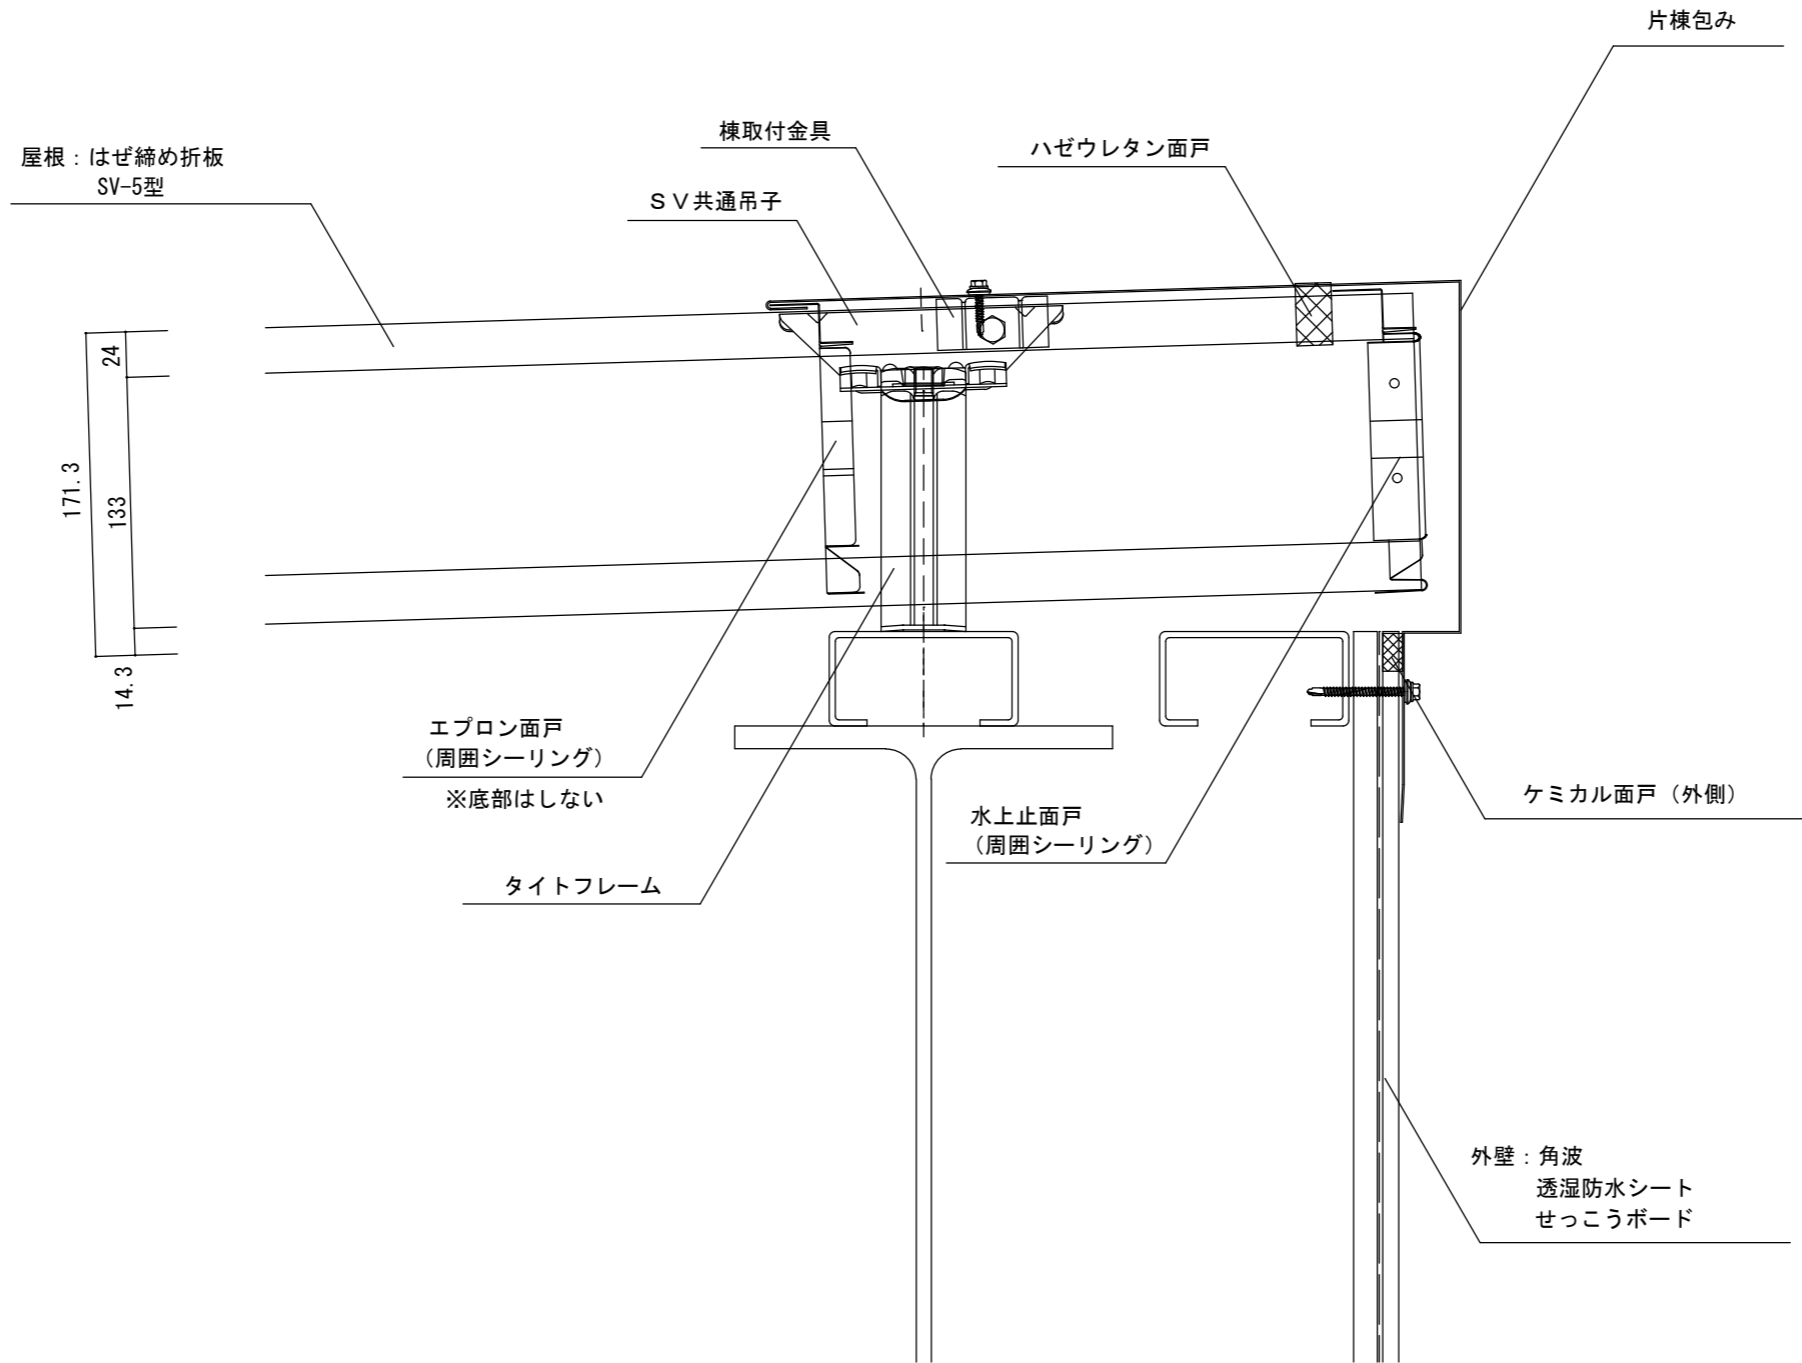 片棟包み
棟取付金具
ハゼウレタン面戸
屋根：はぜ締め折板
SV-5型
ＳＶ共通吊子
24
171.3
133
14.3
エプロン面戸
（周囲シーリング）
※底部はしない
水上止面戸
（周囲シーリング）
ケミカル面戸（外側）
タイトフレーム
外壁：角波
透湿防水シート
せっこうボード